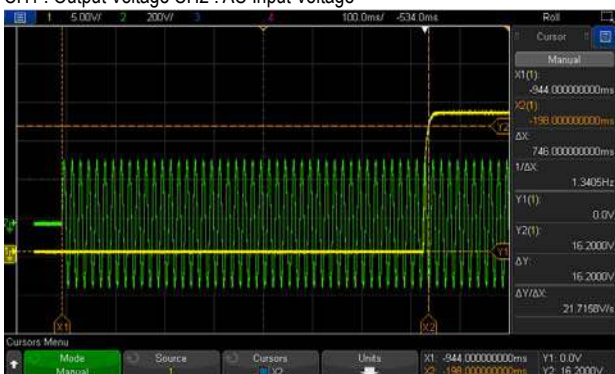 CH1 : Output Voltage CH2 : AC Input Voltage
1 5.00V/ 2 200V/ 3 4 100.0ms/ -534.0ms Roll
Cursor
Manual
X1(1):
-944.000000000ms
X2(1):
-198.000000000ms
ΔX:
746.000000000ms
1/ΔX:
1.3405Hz
Y1(1):
0.0V
Y2(1):
16.2000V
ΔY:
16.2000V
ΔY/ΔX:
21.7158V/s
Y2
Y1
X1 X2
Cursors Menu
Mode Source Cursors Units X1: -944.000000000ms Y1: 0.0V
Manual 1 X2 X2: -198.000000000ms Y2: 16.2000V